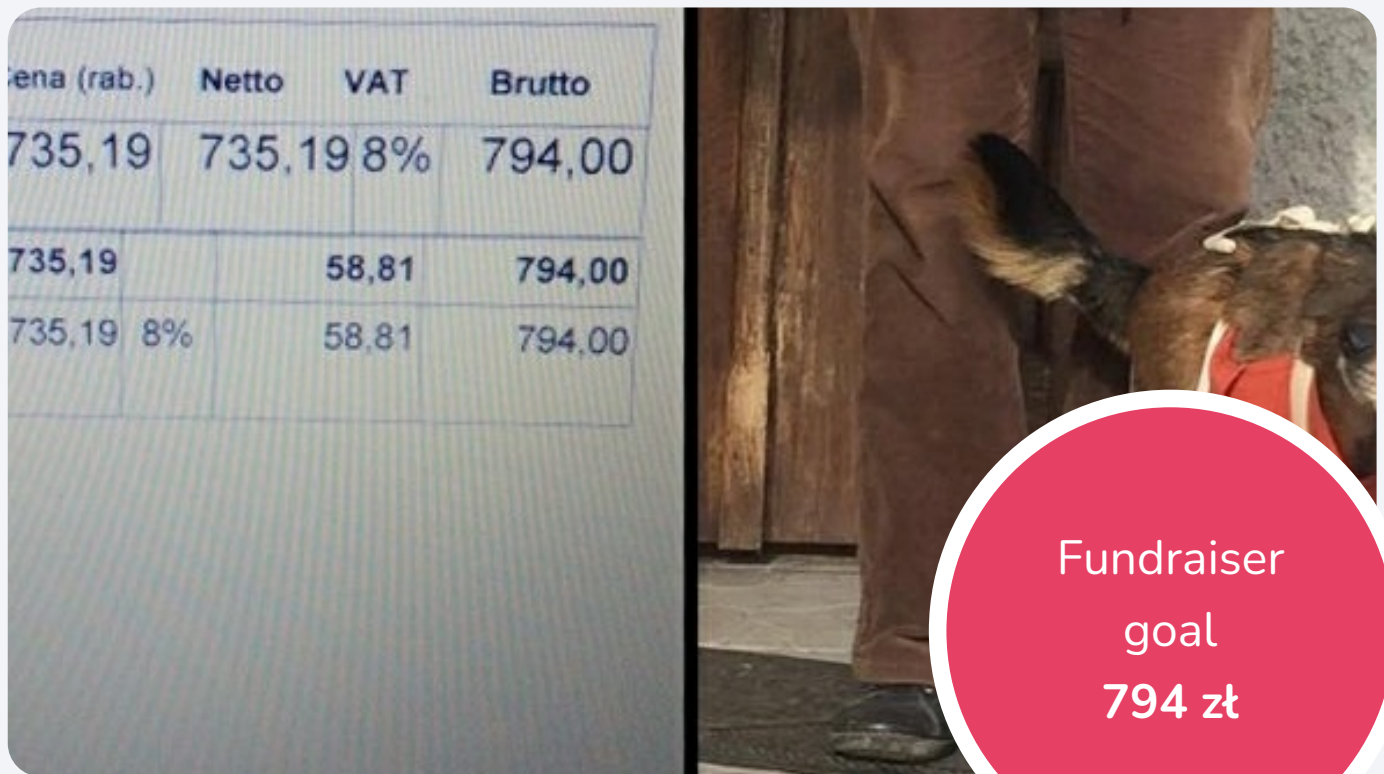 (rab.) Netto VAT Brutto
735,19 735,19 8% 794,00
735,19 58,81 794,00
735,19 8% 58,81 794,00
Fundraiser
goal
794 zł